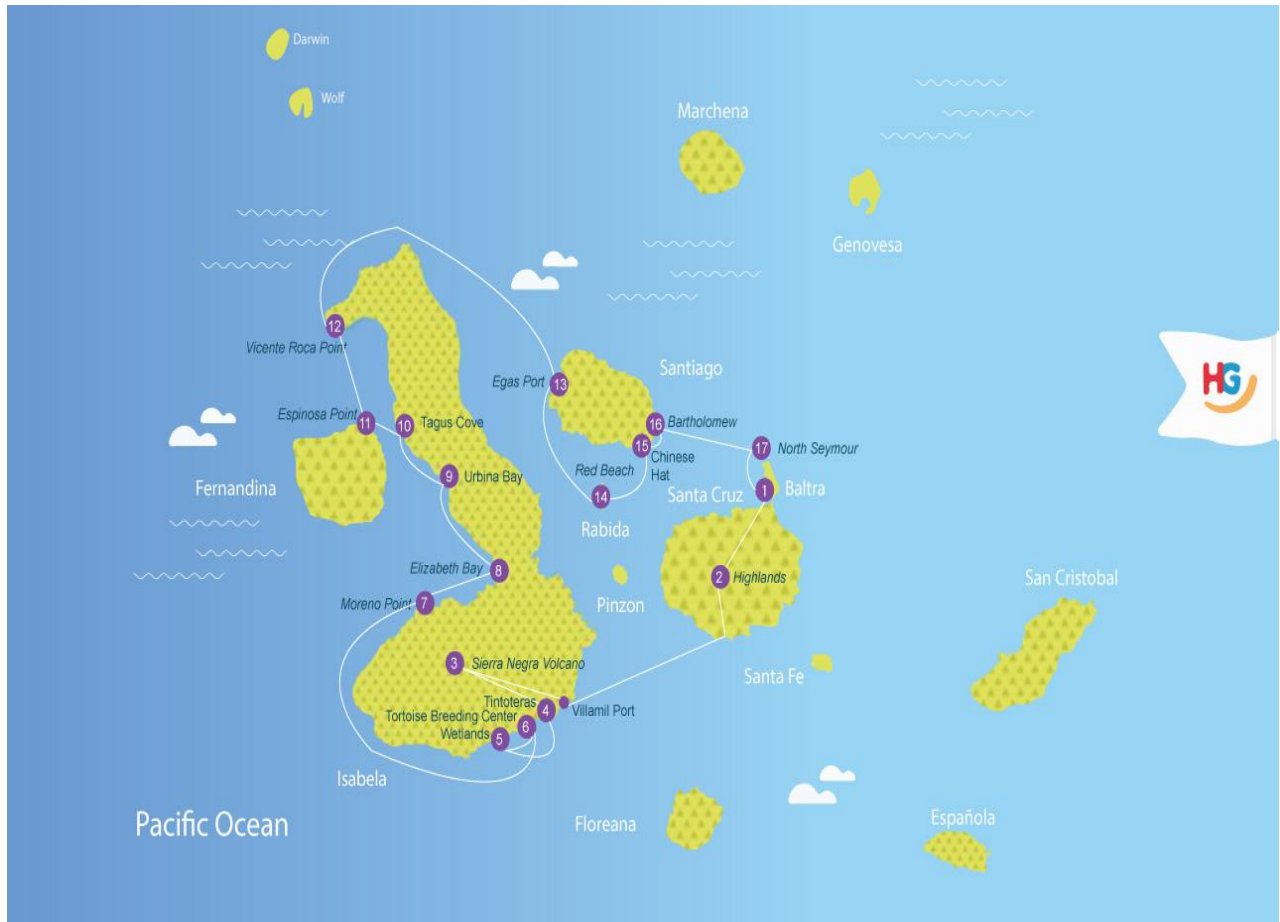 Darwin
Wolf
Marchena
Genovesa
12
Vicente Roca Point
Egas Port
13
Santiago
Espinosa Point
11
10
Tagus Cove
16
Bartholomew
15
Chinese
Hat
17
North Seymour
Fernandina
9
Urbina Bay
Red Beach
14
Rabida
Santa Cruz
1
Baltra
Elizabeth Bay
8
Moreno Point
7
Pinzon
2
Highlands
San Cristobal
3
Sierra Negra Volcano
Santa Fe
Tintoteras
4
Villamil Port
Tortoise Breeding Center
6
Wetlands
5
Isabela
Pacific Ocean
Floreana
Española
HG